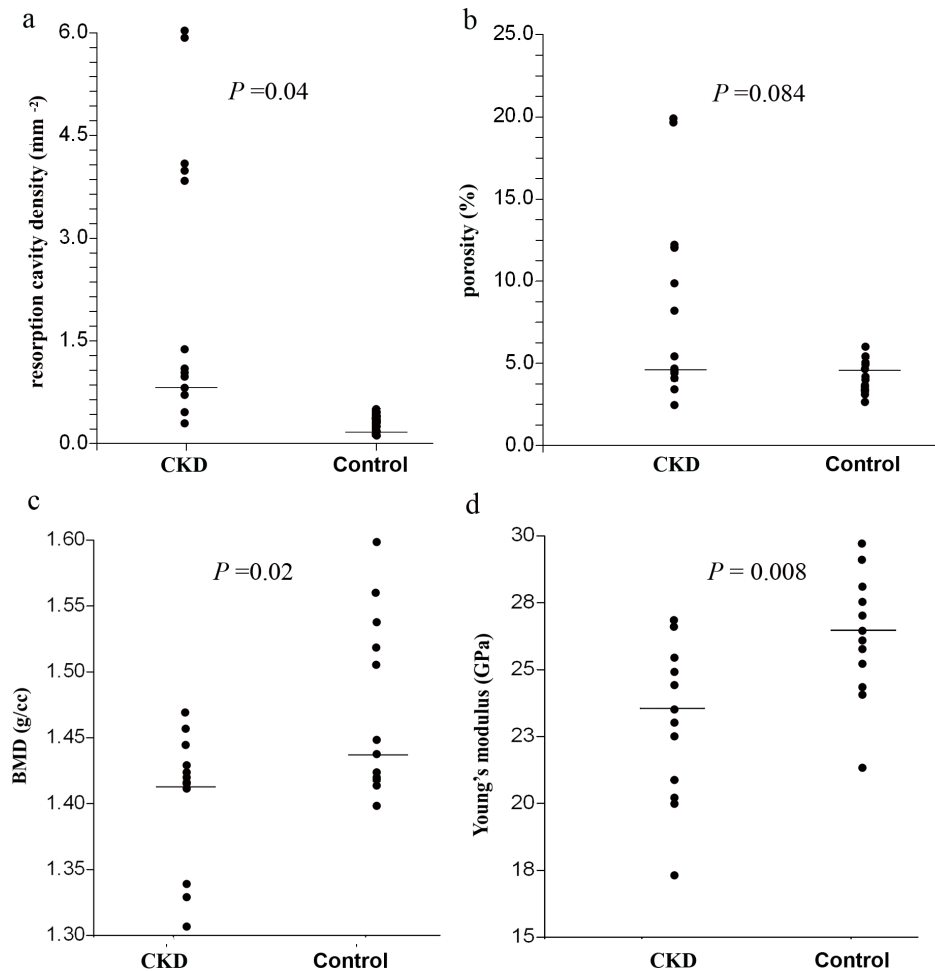 a
resorption cavity density (mm -2)
6.0
4.5
3.0
1.5
0.0
P =0.04
CKD
Control
b
porosity (%)
25.0
20.0
15.0
10.0
5.0
0.0
P =0.084
CKD
Control
c
BMD (g/cc)
1.60
1.55
1.50
1.45
1.40
1.35
1.30
P =0.02
CKD
Control
d
Young's modulus (GPa)
30
28
25
23
20
18
15
P = 0.008
CKD
Control